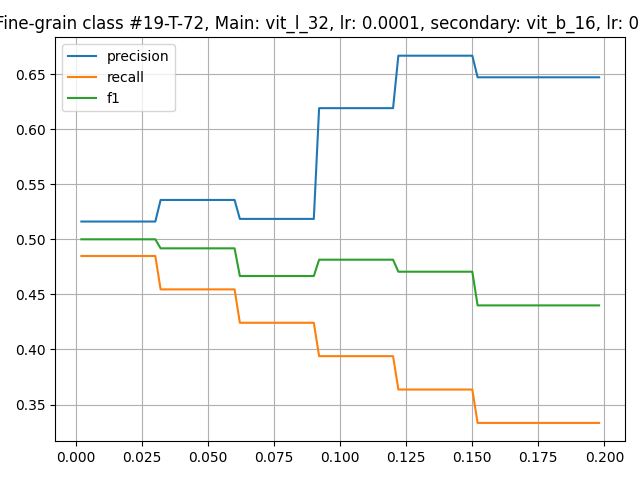 Fine-grain class #19-T-72, Main: vit_l_32, lr: 0.0001, secondary: vit_b_16, lr: 0
precision
recall
f1
0.65
0.60
0.55
0.50
0.45
0.40
0.35
0.000 0.025 0.050 0.075 0.100 0.125 0.150 0.175 0.200